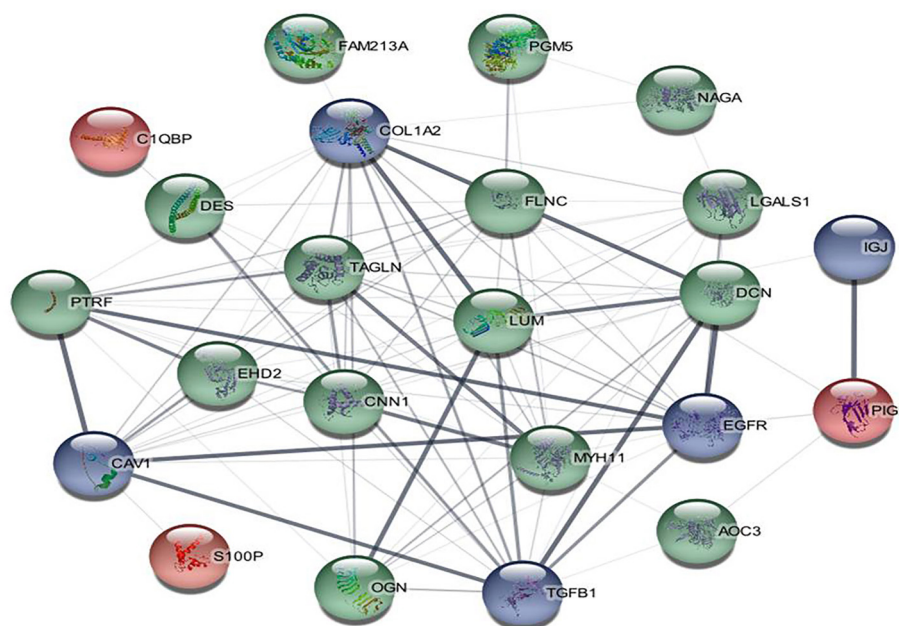 FAM213A
PGM5
NAGA
COL1A2
C1QBP
DES
FLNC
LGALS1
IGJ
TAGLN
PTRF
DCN
LUM
EHD2
CNN1
PIG
EGFR
MYH11
CAV1
AOC3
S100P
OGN
TGFB1